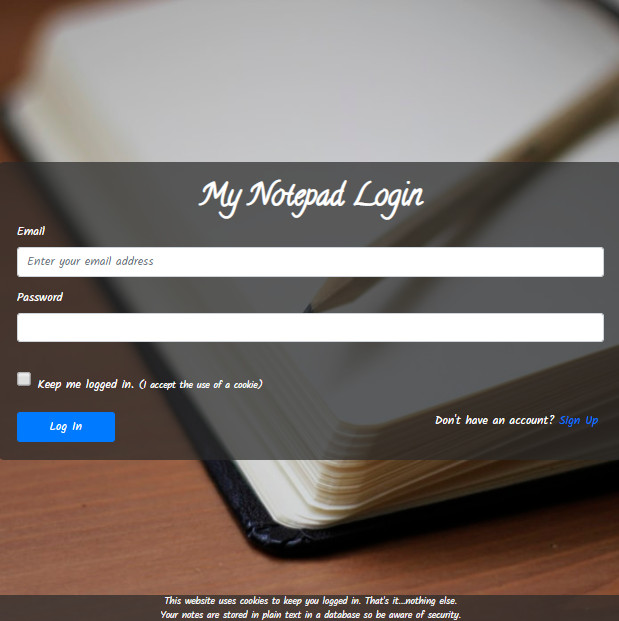 My Notepad Login
Email
Enter your email address
Password
Keep me logged in. (I accept the use of a cookie)
Log In
Don't have an account? Sign Up
This website uses cookies to keep you logged in. That's it...nothing else.
Your notes are stored in plain text in a database so be aware of security.